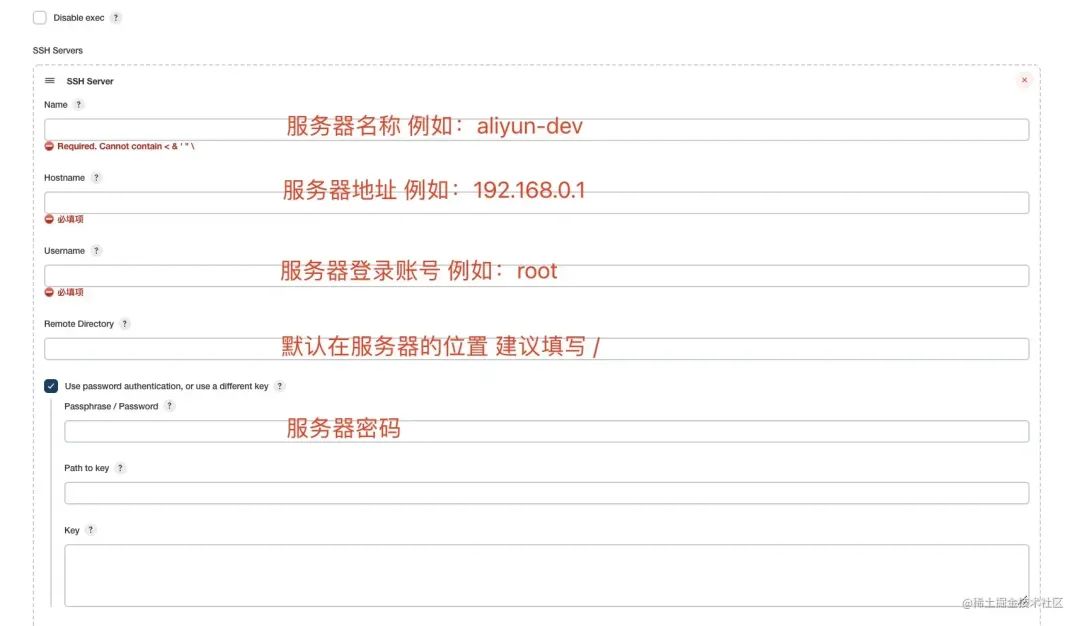 Disable exec ?
SSH Servers
SSH Server
Name ?
服务器名称 例如：aliyun-dev
Required. Cannot contain < & ' " \
Hostname ?
服务器地址 例如：192.168.0.1
必填项
Username ?
服务器登录账号 例如：root
必填项
Remote Directory ?
默认在服务器的位置 建议填写 /
Use password authentication, or use a different key ?
Passphrase / Password ?
服务器密码
Path to key ?
Key ?
@稀土掘金技术社区